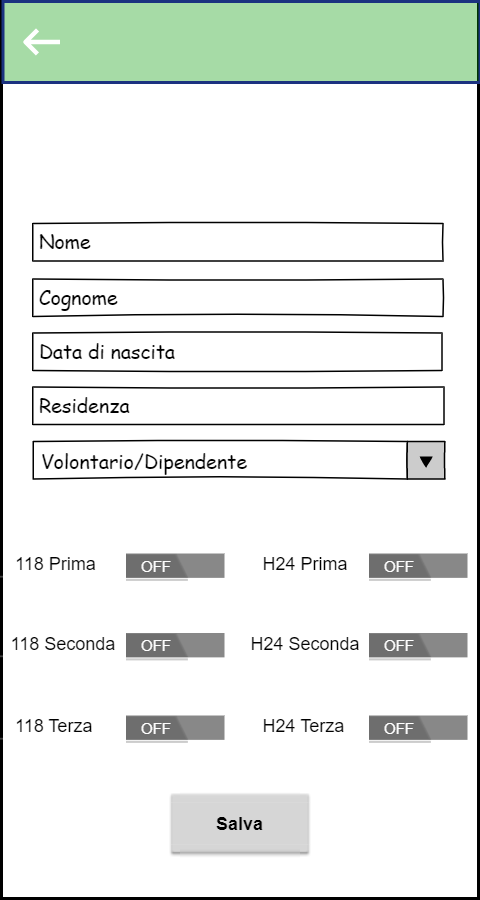 Nome
Cognome
Data di nascita
Residenza
Volontario/Dipendente
118 Prima OFF H24 Prima OFF
118 Seconda OFF H24 Seconda OFF
118 Terza OFF H24 Terza OFF
Salva